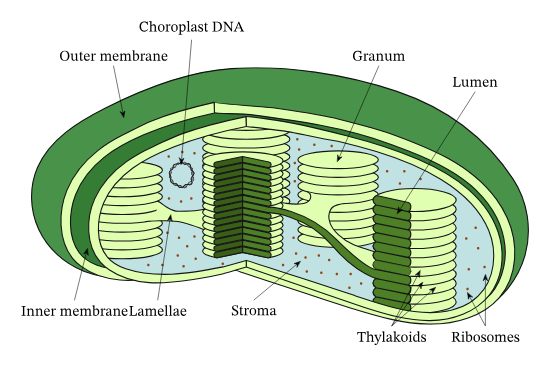 Choroplast DNA
Outer membrane
Granum
Lumen
Inner membrane
Lamellae
Stroma
Thylakoids
Ribosomes